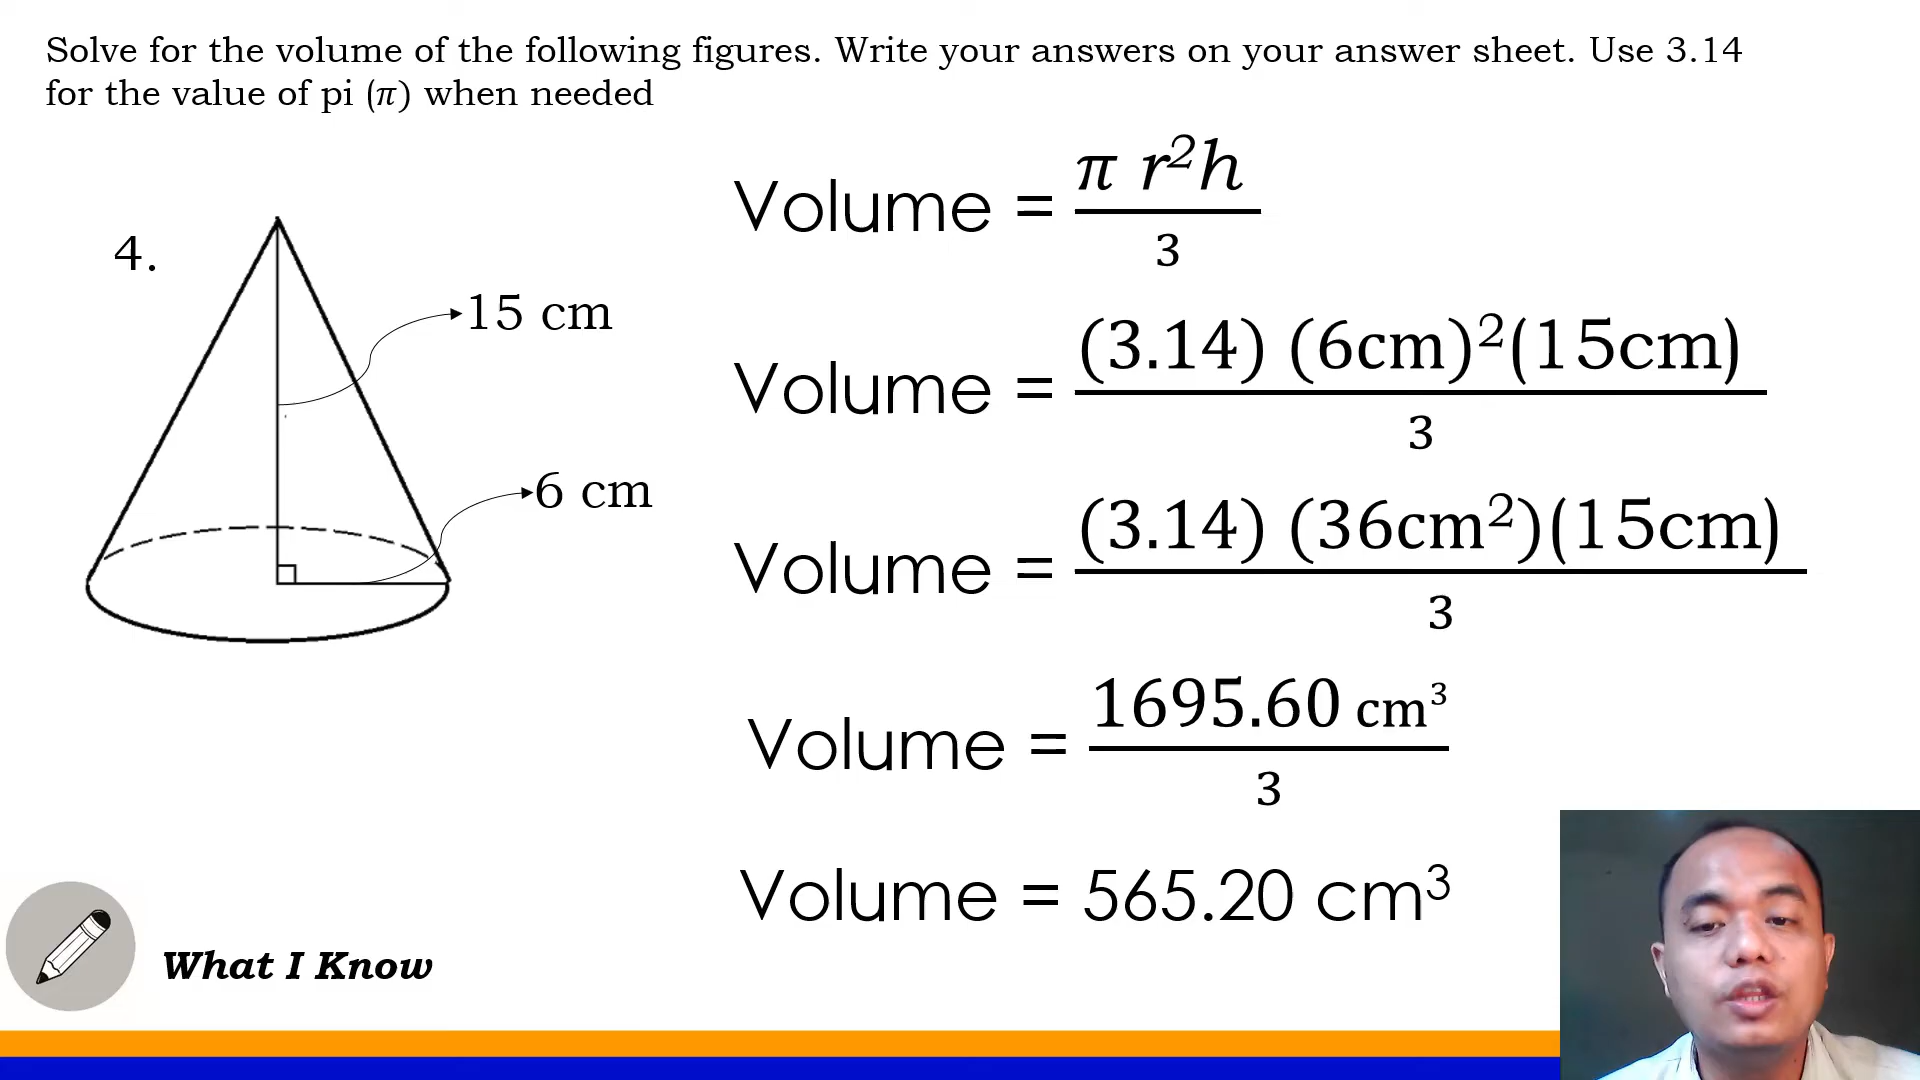 Solve for the volume of the following figures. Write your answers on your answer sheet. Use 3.14
for the value of pi (π) when needed
4.
15 cm
6 cm
Volume = π r²h
3
Volume = (3.14) (6cm)²(15cm)
3
Volume = (3.14) (36cm²)(15cm)
3
Volume = 1695.60 cm³
3
Volume = 565.20 cm³
What I Know